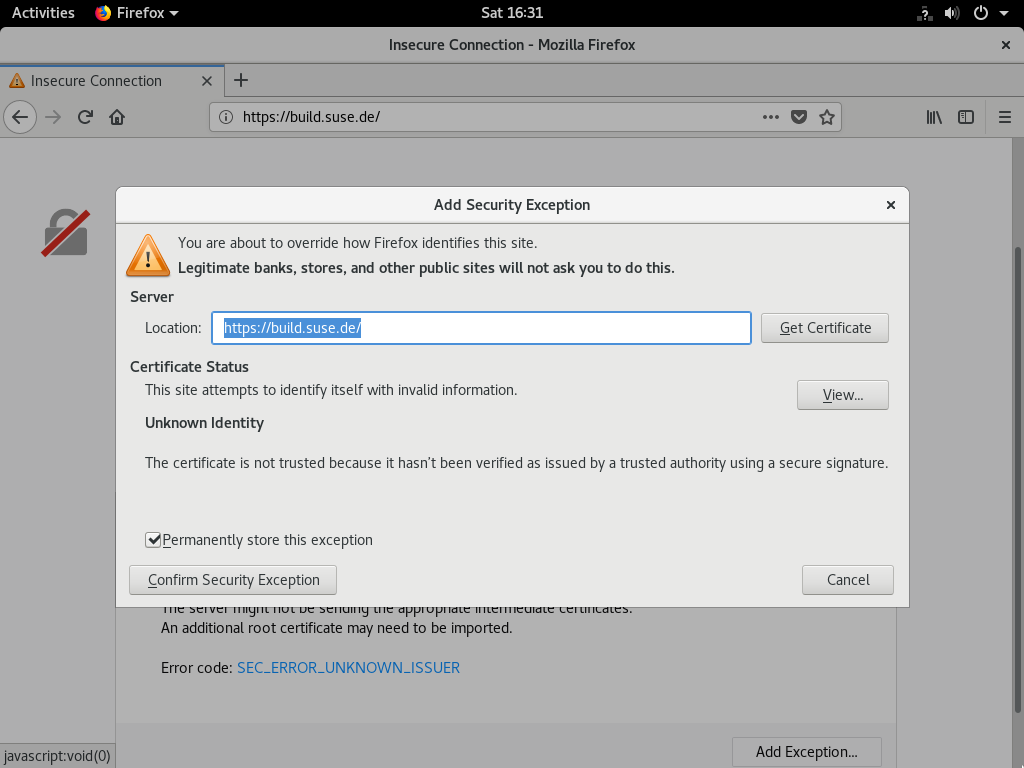 Activities Firefox Sat 16:31
Insecure Connection - Mozilla Firefox
Insecure Connection
https://build.suse.de/
Add Security Exception
You are about to override how Firefox identifies this site.
Legitimate banks, stores, and other public sites will not ask you to do this.
Server
Location: https://build.suse.de/ Get Certificate
Certificate Status
This site attempts to identify itself with invalid information.
View...
Unknown Identity
The certificate is not trusted because it hasn't been verified as issued by a trusted authority using a secure signature.
Permanently store this exception
Confirm Security Exception Cancel
The server might not be sending the appropriate intermediate certificates.
An additional root certificate may need to be imported.
Error code: SEC_ERROR_UNKNOWN_ISSUER
javascript:void(0) Add Exception...